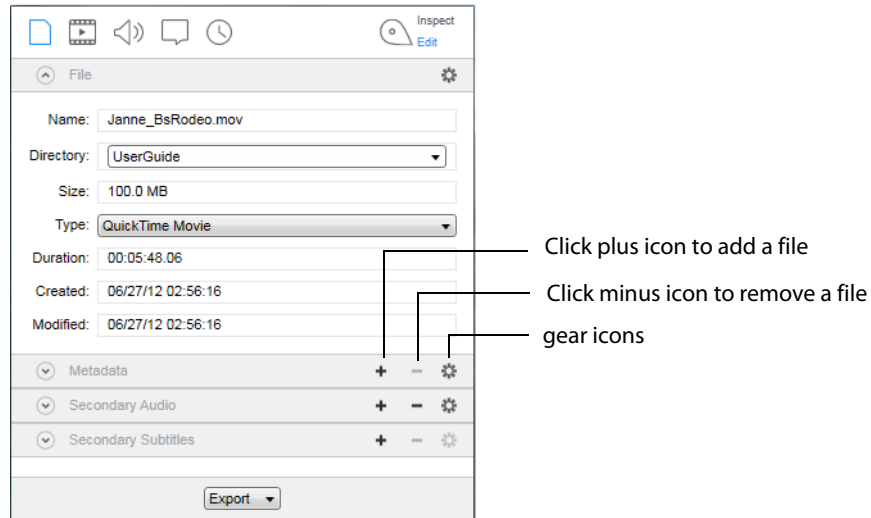 Inspect
Edit
File
Name: Janne_BsRodeo.mov
Directory: UserGuide
Size: 100.0 MB
Type: QuickTime Movie
Duration: 00:05:48.06
Created: 06/27/12 02:56:16
Modified: 06/27/12 02:56:16
Metadata
Secondary Audio
Secondary Subtitles
Export
Click plus icon to add a file
Click minus icon to remove a file
gear icons